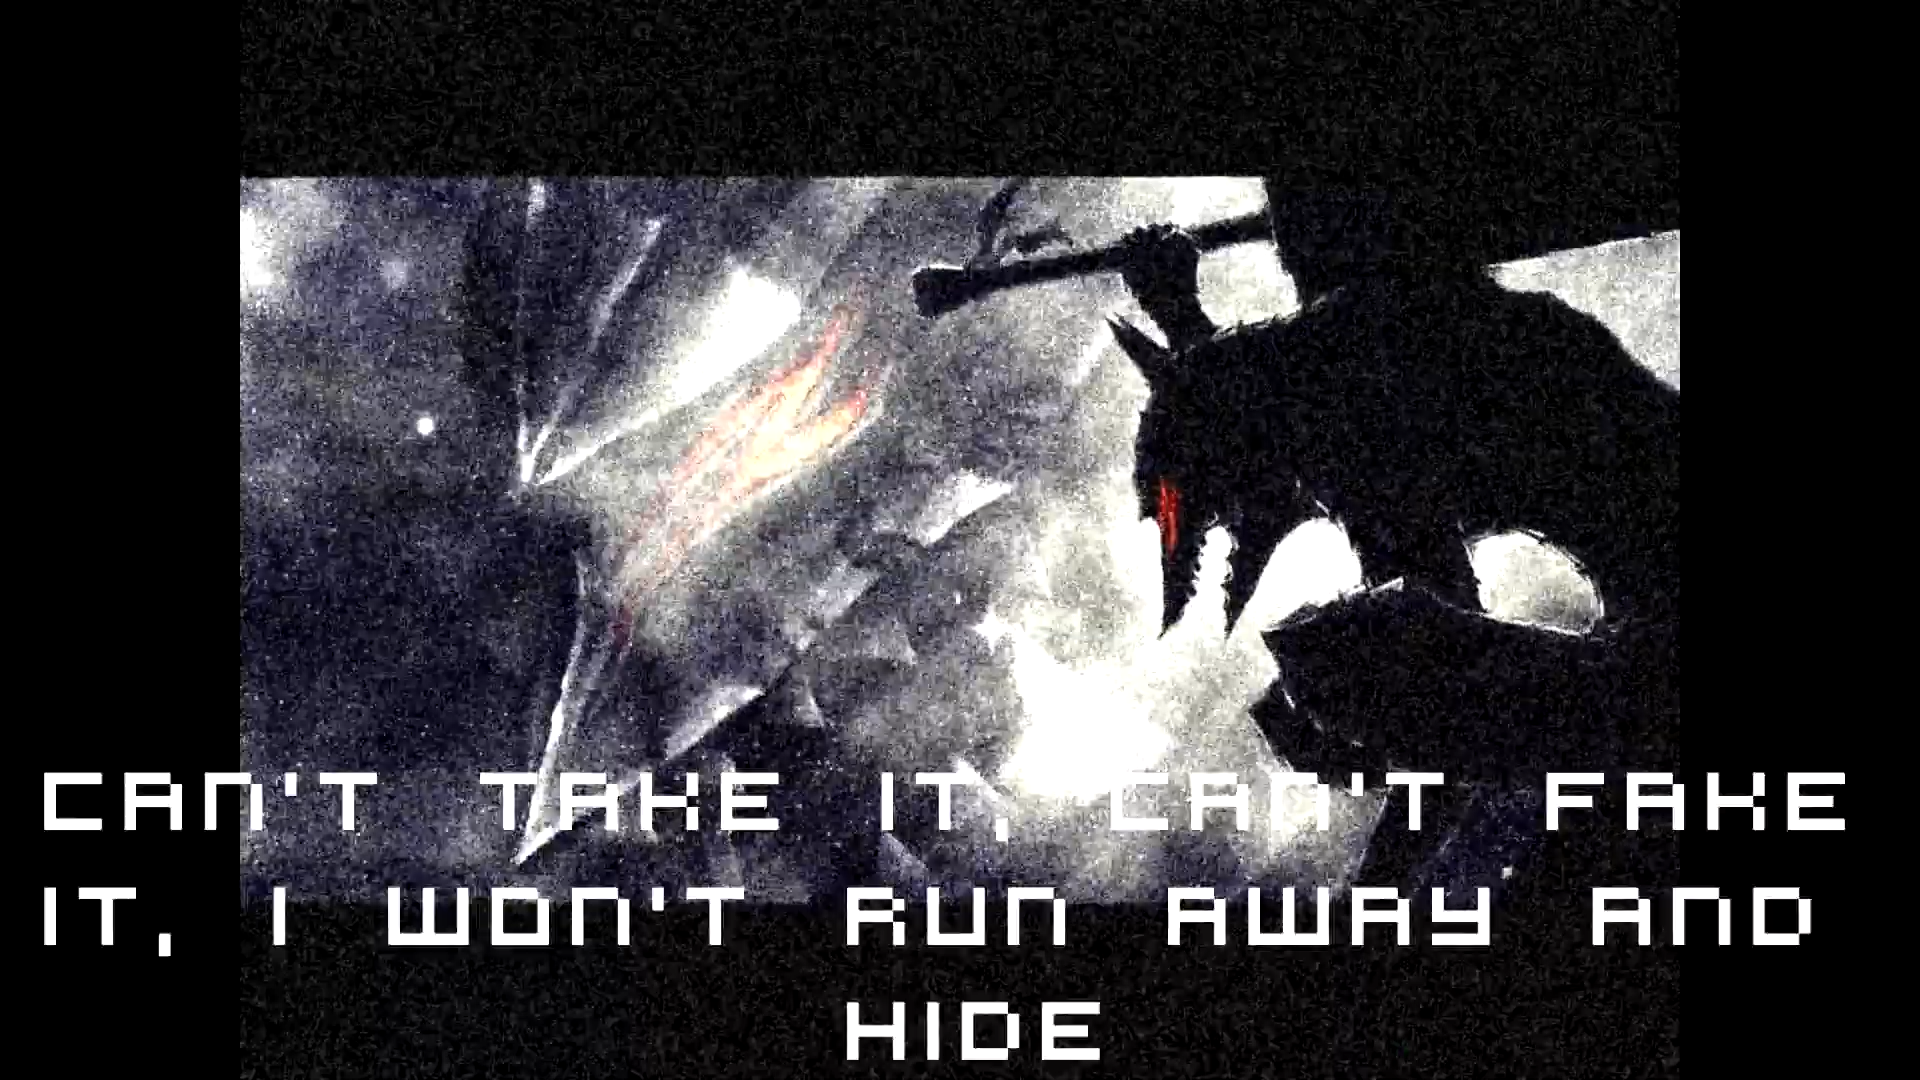 CAN'T TAKE IT, CAN'T FAKE
IT, I WON'T RUN AWAY AND
HIDE